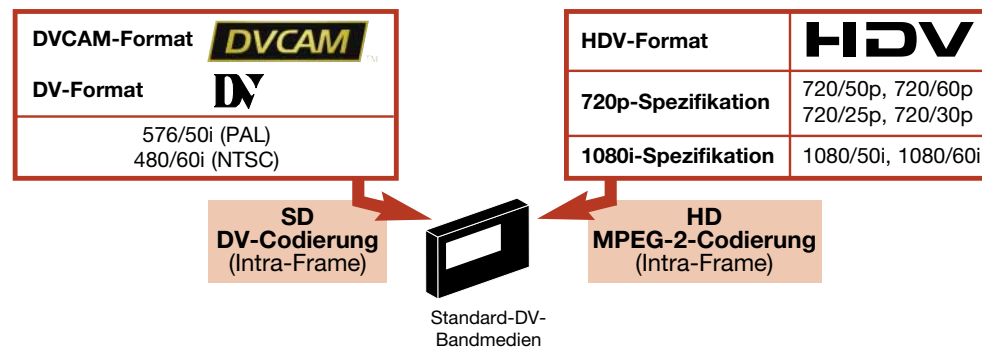 DVCAM-Format DVCAM TM
DV-Format DV
576/50i (PAL)
480/60i (NTSC)
HDV-Format HDV
720p-Spezifikation 720/50p, 720/60p
720/25p, 720/30p
1080i-Spezifikation 1080/50i, 1080/60i
SD
DV-Codierung
(Intra-Frame)
HD
MPEG-2-Codierung
(Intra-Frame)
Standard-DV-
Bandmedien